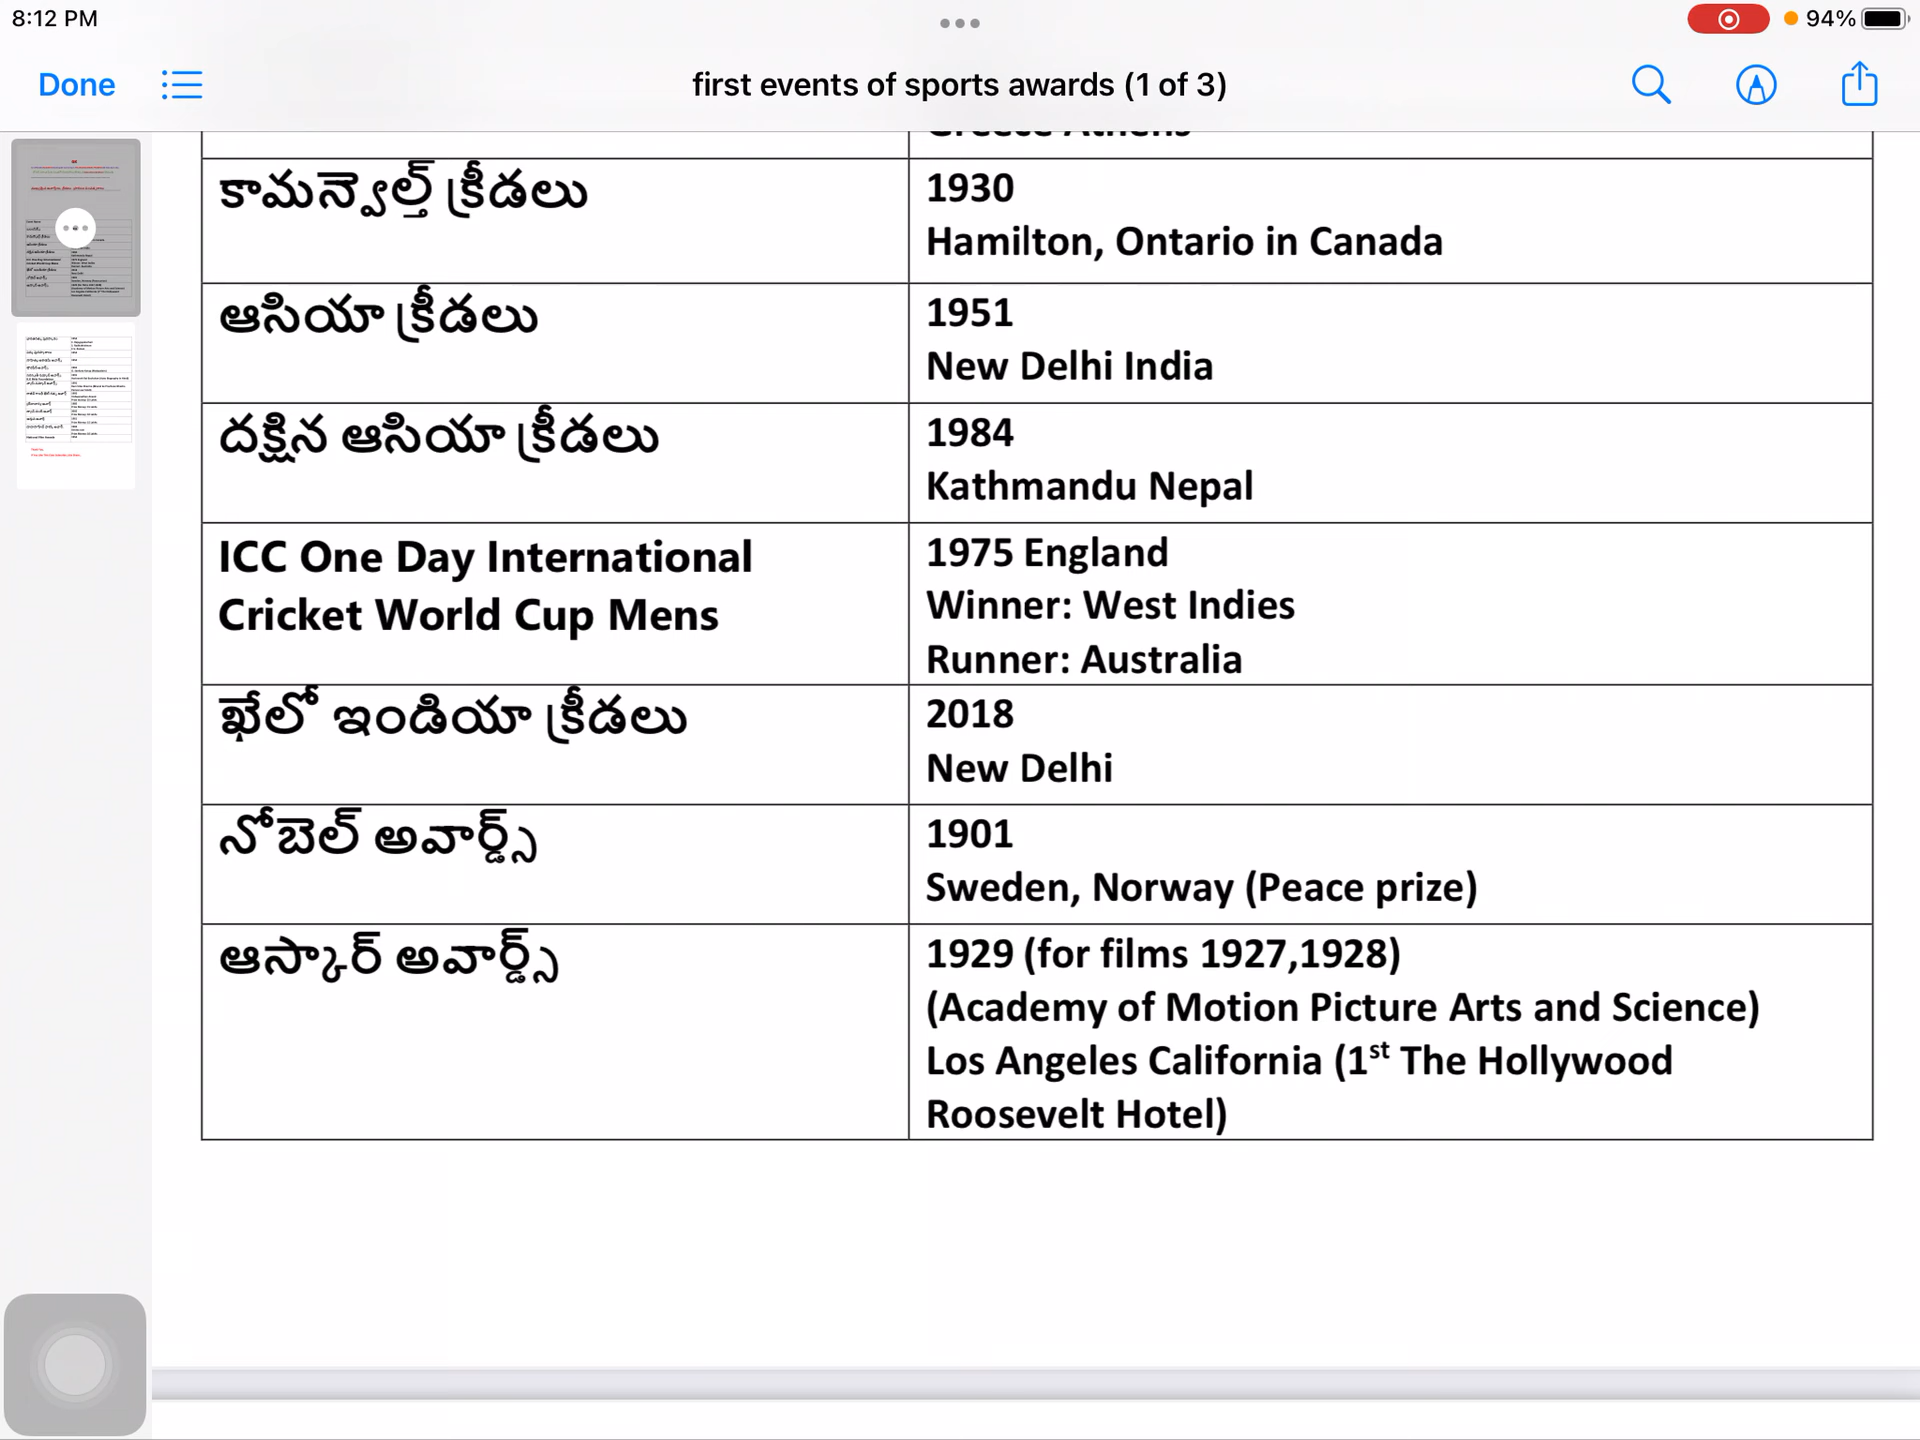 8:12 PM
94%
Done
first events of sports awards (1 of 3)
Greece Athens
కామన్వెల్త్ క్రీడలు
1930
Hamilton, Ontario in Canada
ఆసియా క్రీడలు
1951
New Delhi India
దక్షిన ఆసియా క్రీడలు
1984
Kathmandu Nepal
ICC One Day International
Cricket World Cup Mens
1975 England
Winner: West Indies
Runner: Australia
ఖేలో ఇండియా క్రీడలు
2018
New Delhi
నోబెల్ అవార్డ్స్
1901
Sweden, Norway (Peace prize)
ఆస్కార్ అవార్డ్స్
1929 (for films 1927,1928)
(Academy of Motion Picture Arts and Science)
Los Angeles California (1st The Hollywood
Roosevelt Hotel)